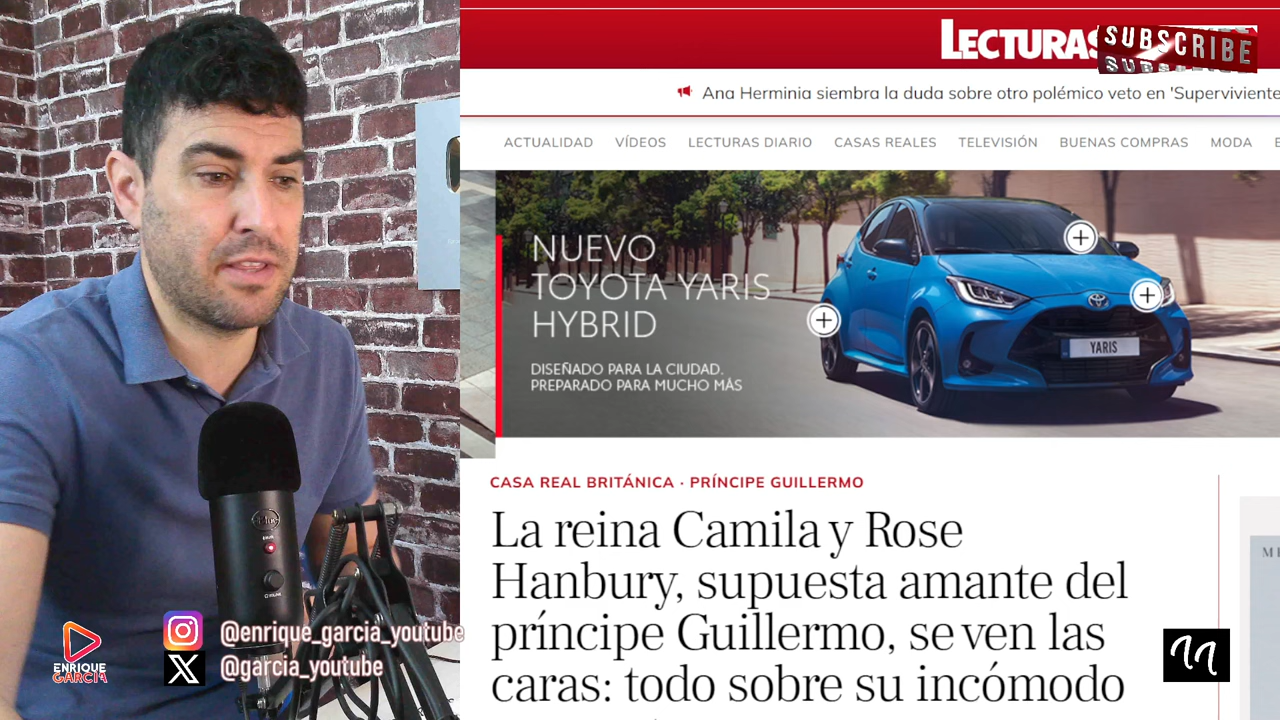 LECTURAS
SUBSCRIBE
Ana Herminia siembra la duda sobre otro polémico veto en 'Superviviente
ACTUALIDAD VÍDEOS LECTURAS DIARIO CASAS REALES TELEVISIÓN BUENAS COMPRAS MODA
NUEVO
TOYOTA YARIS
HYBRID
DISEÑADO PARA LA CIUDAD.
PREPARADO PARA MUCHO MÁS
YARIS
CASA REAL BRITÁNICA · PRÍNCIPE GUILLERMO
La reina Camila y Rose
Hanbury, supuesta amante del
príncipe Guillermo, se ven las
caras: todo sobre su incómodo
Blue
@enrique_garcia_youtube
@garcia_youtube
ENRIQUE
GARCIA